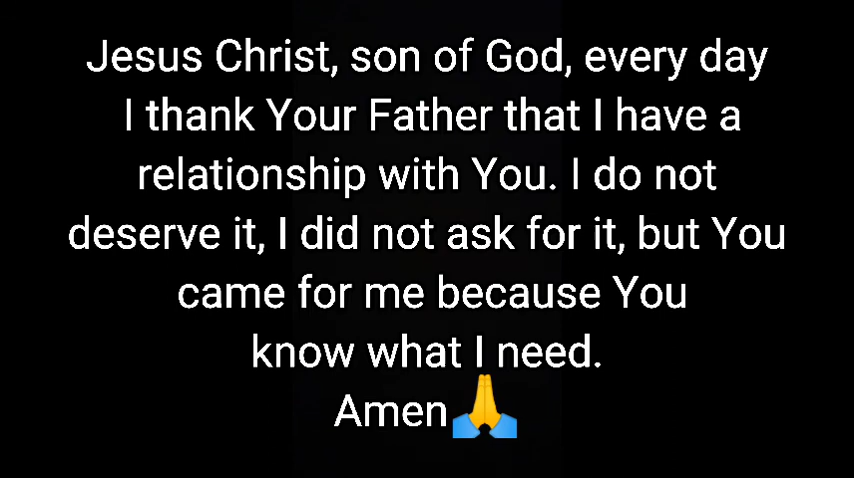 Jesus Christ, son of God, every day
I thank Your Father that I have a
relationship with You. I do not
deserve it, I did not ask for it, but You
came for me because You
know what I need.
Amen🙏